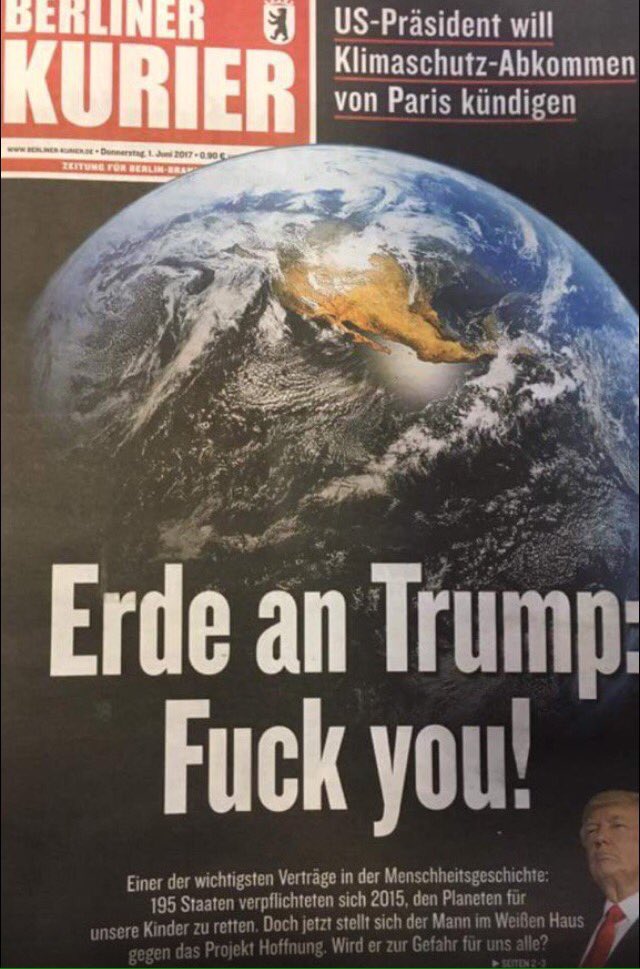 BERLINER
KURIER
US-Präsident will
Klimaschutz-Abkommen
von Paris kündigen
WWW.BERLINER-KURIER.DE • Donnerstag, 1. Juni 2017 • 0,90 €
ZEITUNG FÜR BERLIN-BRAN
Erde an Trump:
Fuck you!
Einer der wichtigsten Verträge in der Menschheitsgeschichte:
195 Staaten verpflichteten sich 2015, den Planeten für
unsere Kinder zu retten. Doch jetzt stellt sich der Mann im Weißen Haus
gegen das Projekt Hoffnung. Wird er zur Gefahr für uns alle?
▶ SEITEN 2-3